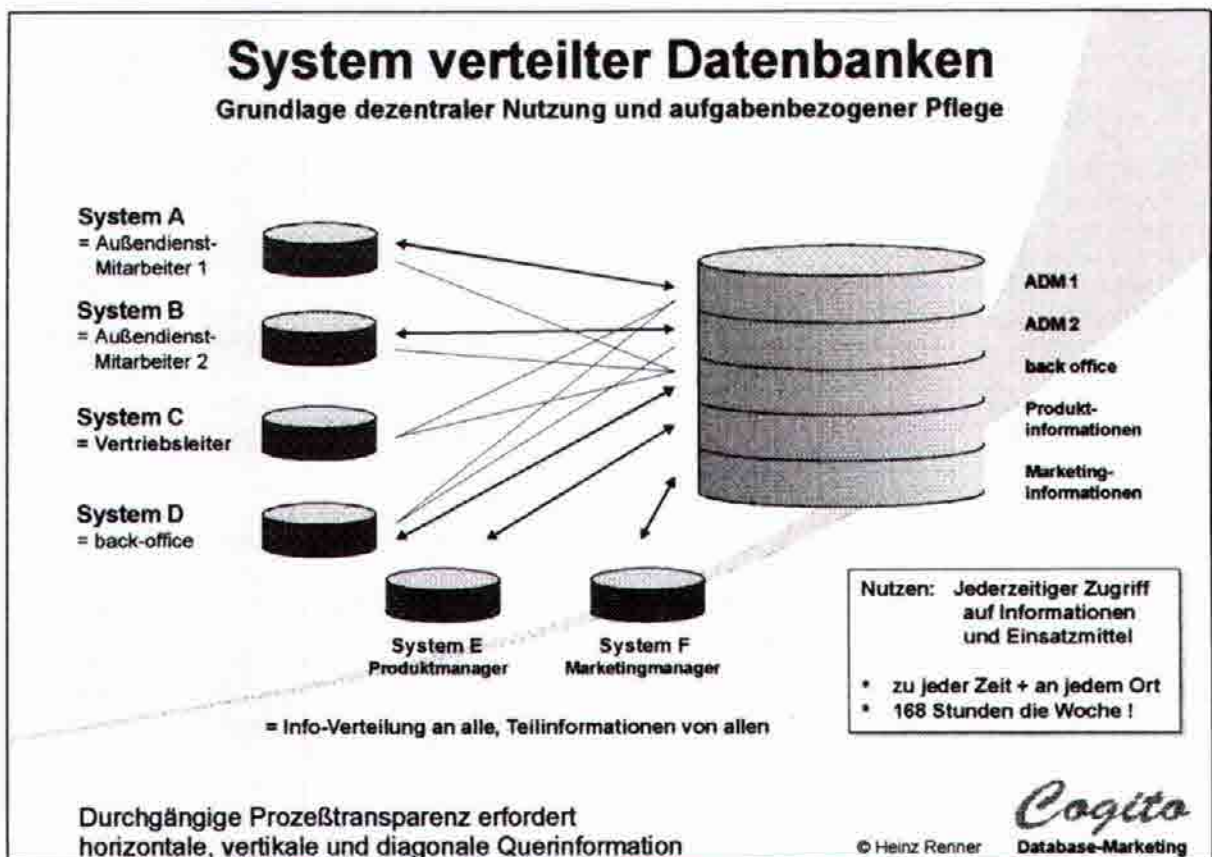 System verteilter Datenbanken
Grundlage dezentraler Nutzung und aufgabenbezogener Pflege
System A
= Außendienst-
Mitarbeiter 1
System B
= Außendienst-
Mitarbeiter 2
System C
= Vertriebsleiter
System D
= back-office
ADM 1
ADM 2
back office
Produkt-
informationen
Marketing-
informationen
System E
Produktmanager
System F
Marketingmanager
= Info-Verteilung an alle, Teilinformationen von allen
Nutzen: Jederzeitiger Zugriff
auf Informationen
und Einsatzmittel
* zu jeder Zeit + an jedem Ort
* 168 Stunden die Woche !
Durchgängige Prozeßtransparenz erfordert
horizontale, vertikale und diagonale Querinformation
© Heinz Renner
Cogito
Database-Marketing